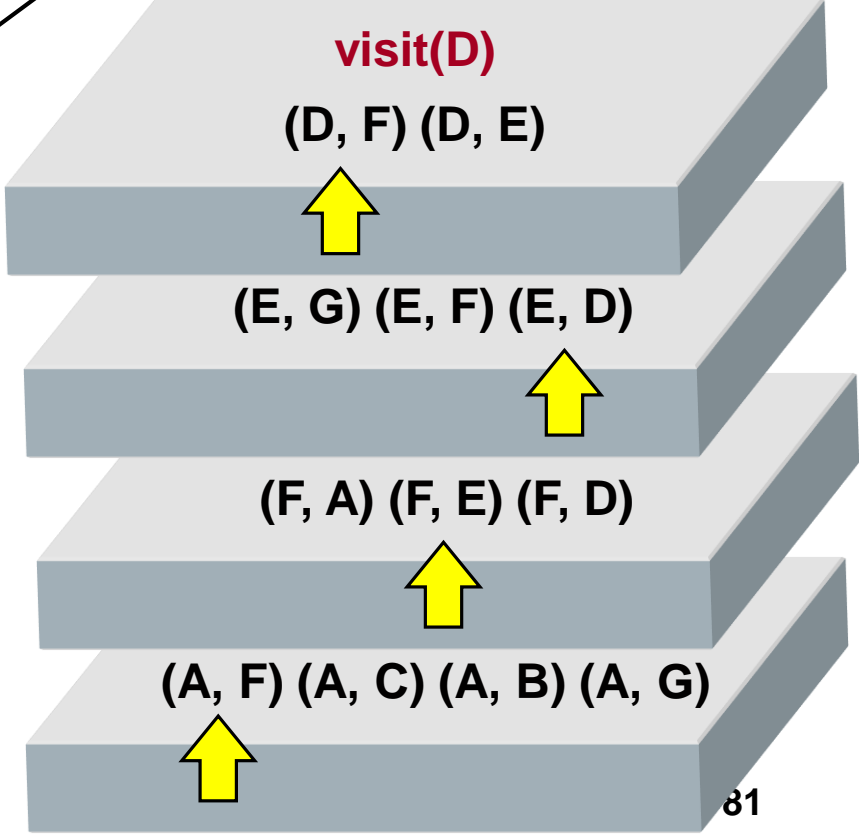 visit(D)
(D, F) (D, E)
(E, G) (E, F) (E, D)
(F, A) (F, E) (F, D)
(A, F) (A, C) (A, B) (A, G)
81